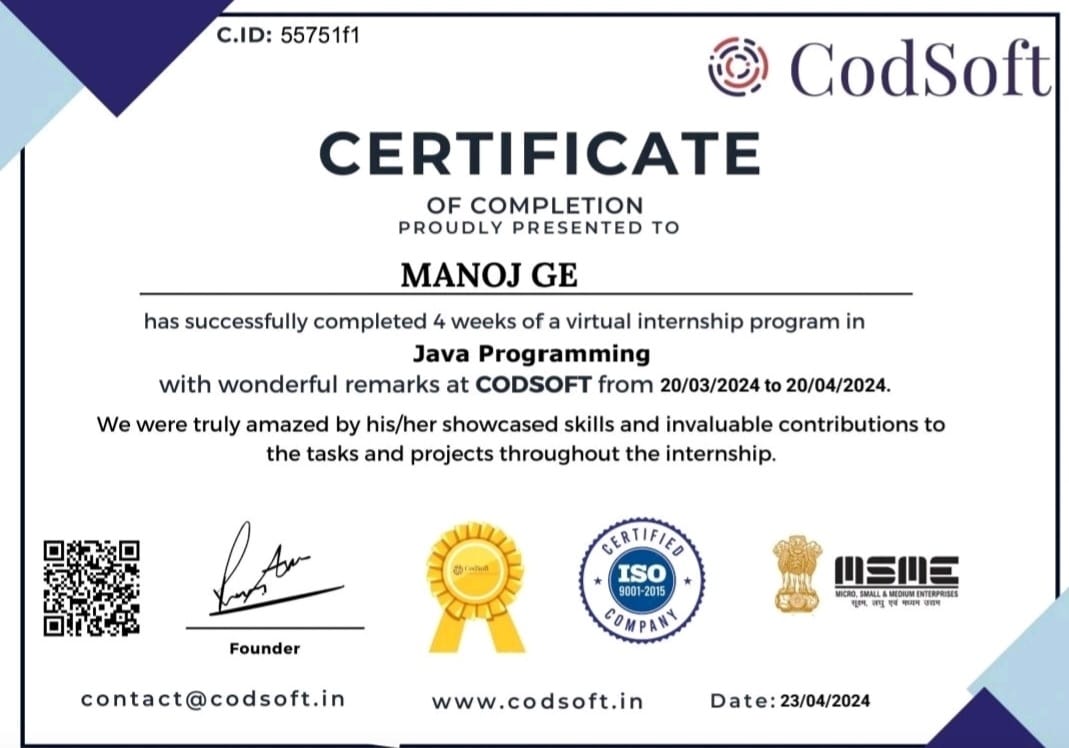 C.ID: 55751f1
CodSoft
CERTIFICATE
OF COMPLETION
PROUDLY PRESENTED TO
MANOJ GE
has successfully completed 4 weeks of a virtual internship program in
Java Programming
with wonderful remarks at CODSOFT from 20/03/2024 to 20/04/2024.
We were truly amazed by his/her showcased skills and invaluable contributions to
the tasks and projects throughout the internship.
Founder
CodSoft
CERTIFIED
ISO
9001-2015
COMPANY
MSME
MICRO, SMALL & MEDIUM ENTERPRISES
सूक्ष्म, लघु एवं मध्यम उद्यम
contact@codsoft.in
www.codsoft.in
Date: 23/04/2024